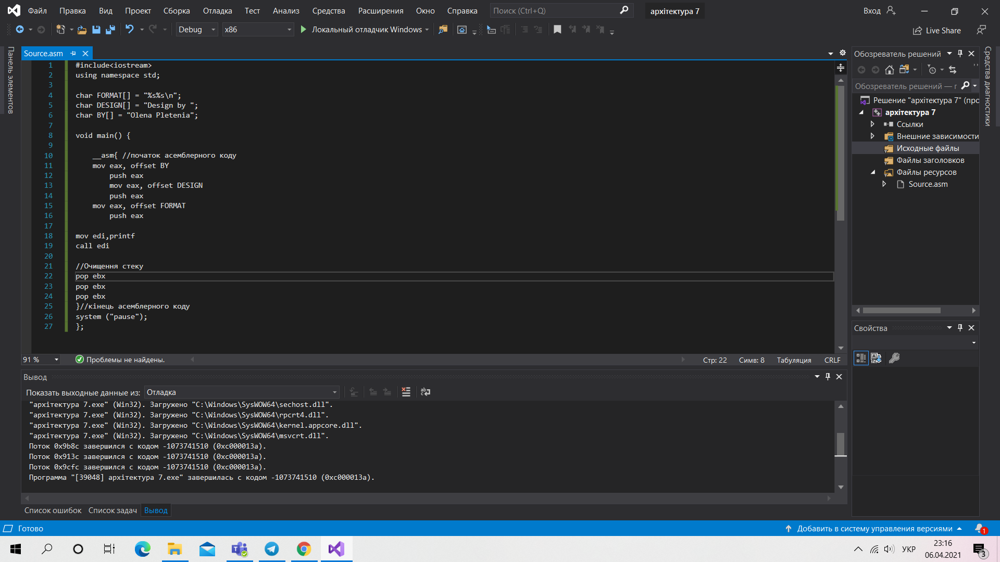 Файл Правка Вид Проект Сборка Отладка Тест Анализ Средства Расширения Окно Справка Поиск (Ctrl+Q) архітектура 7 Вход
Debug x86 Локальный отладчик Windows Live Share
Панель элементов
Source.asm
1 #include<iostream>
2 using namespace std;
3
4 char FORMAT[] = "%s%s\n";
5 char DESIGN[] = "Design by ";
6 char BY[] = "Olena Pletenia";
7
8 void main() {
9
10 __asm{ //початок асемблерного коду
11 mov eax, offset BY
12 push eax
13 mov eax, offset DESIGN
14 push eax
15 mov eax, offset FORMAT
16 push eax
17
18 mov edi,printf
19 call edi
20
21 //Очищення стеку
22 pop ebx
23 pop ebx
24 pop ebx
25 }//кінець асемблерного коду
26 system ("pause");
27 };
91 % Проблемы не найдены. Стр: 22 Симв: 8 Табуляция CRLF
Вывод
Показать выходные данные из: Отладка
"архітектура 7.exe" (Win32). Загружено "C:\Windows\SysWOW64\sechost.dll".
"архітектура 7.exe" (Win32). Загружено "C:\Windows\SysWOW64\rpcrt4.dll".
"архітектура 7.exe" (Win32). Загружено "C:\Windows\SysWOW64\kernel.appcore.dll".
"архітектура 7.exe" (Win32). Загружено "C:\Windows\SysWOW64\msvcrt.dll".
Поток 0x9b8c завершился с кодом -1073741510 (0xc000013a).
Поток 0x913c завершился с кодом -1073741510 (0xc000013a).
Поток 0x9cfc завершился с кодом -1073741510 (0xc000013a).
Программа "[39048] архітектура 7.exe" завершилась с кодом -1073741510 (0xc000013a).
Список ошибок Список задач Вывод
Обозреватель решений
Обозреватель решений — г
Решение "архітектура 7" (про
архітектура 7
Ссылки
Внешние зависимости
Исходные файлы
Файлы заголовков
Файлы ресурсов
Source.asm
Свойства
Средства диагностики
Готово Добавить в систему управления версиями 1
УКР 23:16
06.04.2021 3